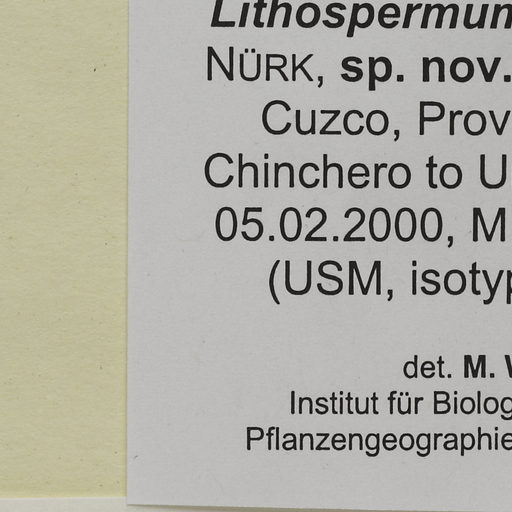 Lithospermum
NÜRK, sp. nov.
Cuzco, Prov
Chinchero to U
05.02.2000, M
(USM, isotyp
det. M. W
Institut für Biolog
Pflanzengeographie